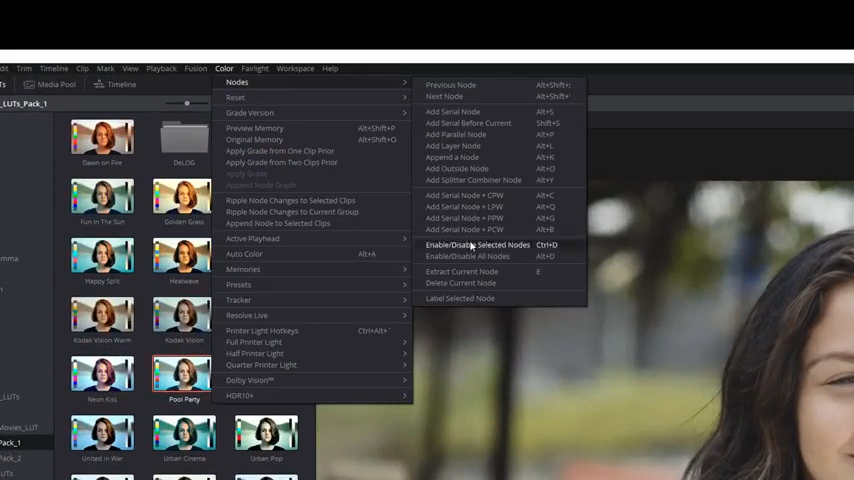 dit Trim Timeline Clip Mark View Playback Fusion Color Fairlight Workspace Help
Ts Media Pool Timeline
_LUTs_Pack_1
Dawn on Fire
DeLOG
Fun in The Sun
Golden Grass
Happy Split
Heatwave
Kodak Vision Warm
Kodak Vision
Neon Kiss
Pool Party
United in War
Urban Cinema
Urban Pop
omma
_LUTs
Movies_LUT
Pack_1
Pack_2
UTs
Nodes
Reset
Grade Version
Preview Memory Alt+Shift+P
Original Memory Alt+Shift+O
Apply Grade from One Clip Prior
Apply Grade from Two Clips Prior
Apply Grade
Append Node Graph
Ripple Node Changes to Selected Clips
Ripple Node Changes to Current Group
Append Node to Selected Clips
Active Playhead
Auto Color Alt+A
Memories
Presets
Tracker
Resolve Live
Printer Light Hotkeys Ctrl+Alt+`
Full Printer Light
Half Printer Light
Quarter Printer Light
Dolby Vision™
HDR10+
Previous Node Alt+Shift+;
Next Node Alt+Shift+'
Add Serial Node Alt+S
Add Serial Before Current Shift+S
Add Parallel Node Alt+P
Add Layer Node Alt+L
Append a Node Alt+K
Add Outside Node Alt+O
Add Splitter Combiner Node Alt+Y
Add Serial Node + CPW Alt+C
Add Serial Node + LPW Alt+Q
Add Serial Node + PPW Alt+G
Add Serial Node + PCW Alt+B
Enable/Disable Selected Nodes Ctrl+D
Enable/Disable All Nodes Alt+D
Extract Current Node E
Delete Current Node
Label Selected Node